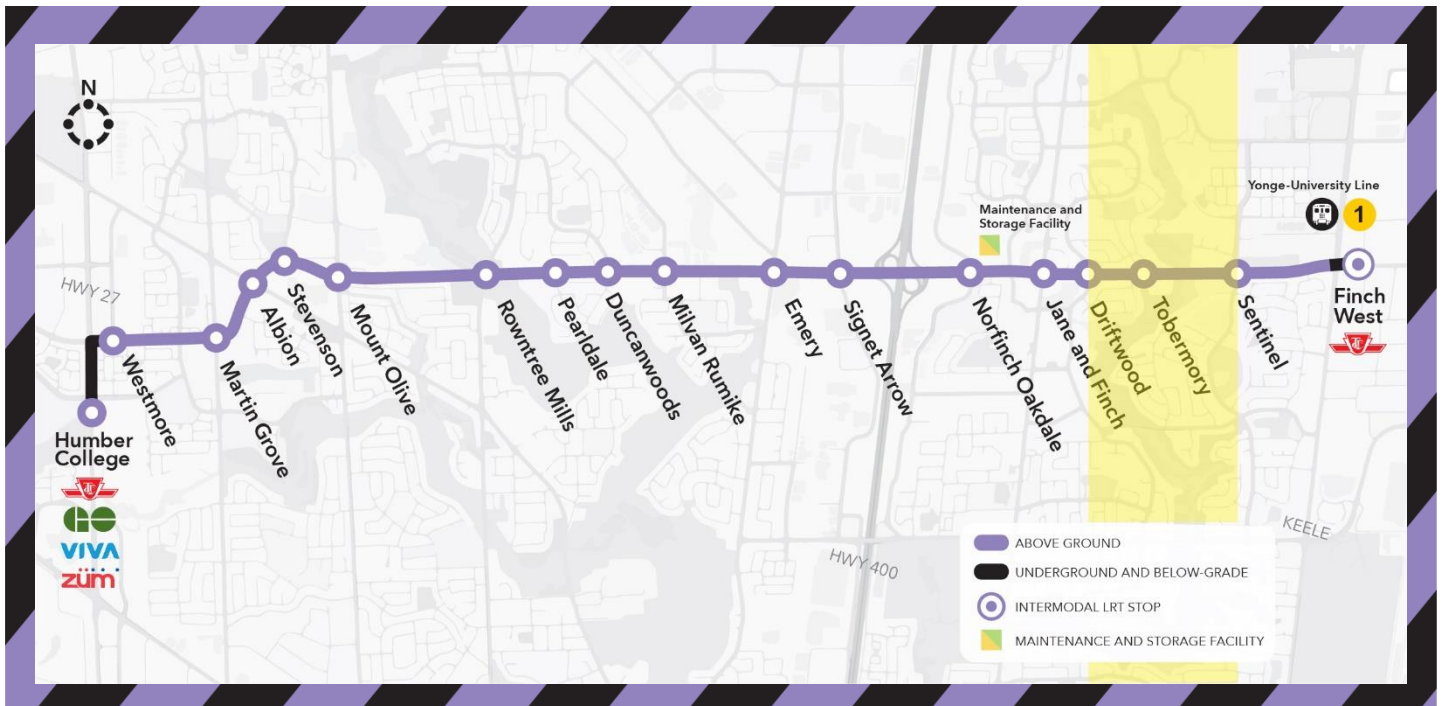 N
Yonge-University Line
1
Maintenance and
Storage Facility
HWY 27
Westmore
Martin Grove
Albion
Stevenson
Mount Olive
Rowntree Mills
Pearldale
Duncanwoods
Milvan Rumike
Emery
Signet Arrow
Norfinch Oakdale
Jane and Finch
Driftwood
Tobermory
Sentinel
Finch
West
TTC
Humber
College
TTC
GO
VIVA
züm
HWY 400
KEELE
ABOVE GROUND
UNDERGROUND AND BELOW-GRADE
INTERMODAL LRT STOP
MAINTENANCE AND STORAGE FACILITY